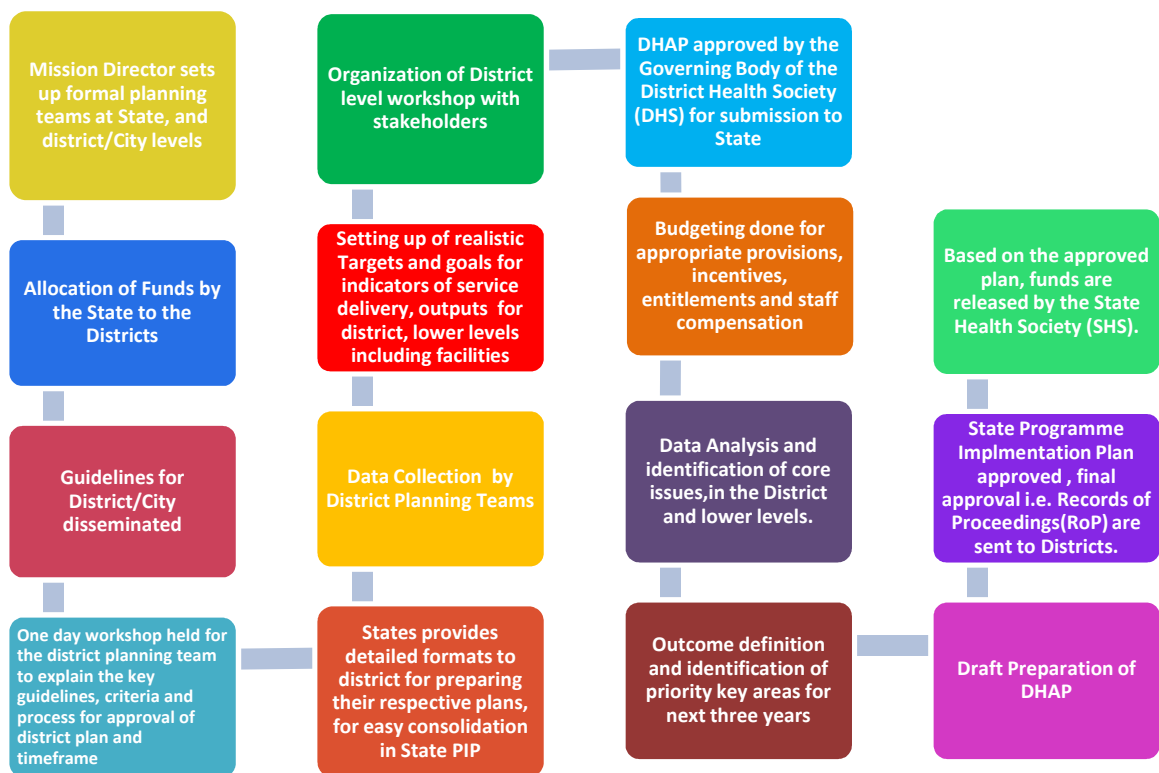 Mission Director sets
up formal planning
teams at State, and
district/City levels
Allocation of Funds by
the State to the
Districts
Guidelines for
District/City
disseminated
One day workshop held for
the district planning team
to explain the key
guidelines, criteria and
process for approval of
district plan and
timeframe
States provides
detailed formats to
district for preparing
their respective plans,
for easy consolidation
in State PIP
Data Collection by
District Planning Teams
Setting up of realistic
Targets and goals for
indicators of service
delivery, outputs for
district, lower levels
including facilities
Organization of District
level workshop with
stakeholders
DHAP approved by the
Governing Body of the
District Health Society
(DHS) for submission to
State
Budgeting done for
appropriate provisions,
incentives,
entitlements and staff
compensation
Data Analysis and
identification of core
issues,in the District
and lower levels.
Outcome definition
and identification of
priority key areas for
next three years
Draft Preparation of
DHAP
State Programme
Implmentation Plan
approved , final
approval i.e. Records of
Proceedings(RoP) are
sent to Districts.
Based on the approved
plan, funds are
released by the State
Health Society (SHS).